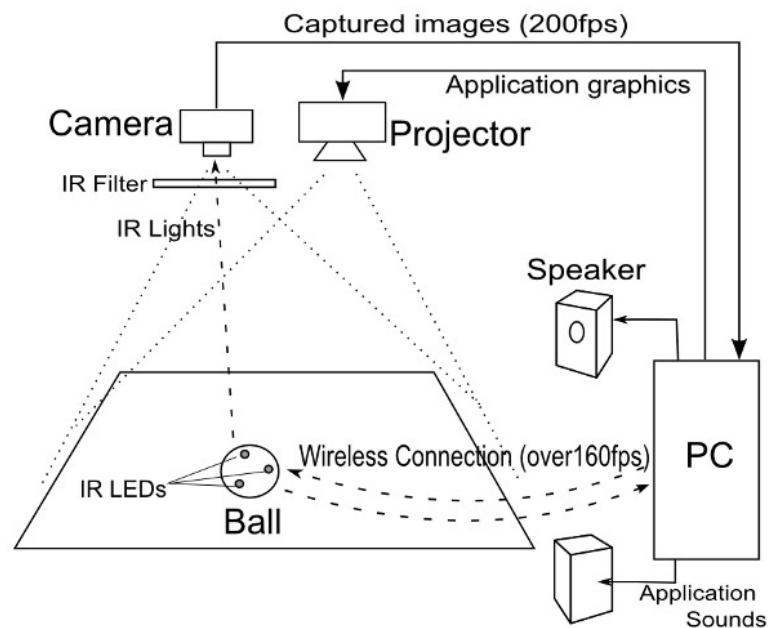 Captured images (200fps)
Application graphics
Camera
Projector
IR Filter
IR Lights
Speaker
Wireless Connection (over160fps)
PC
IR LEDs
Ball
Application
Sounds